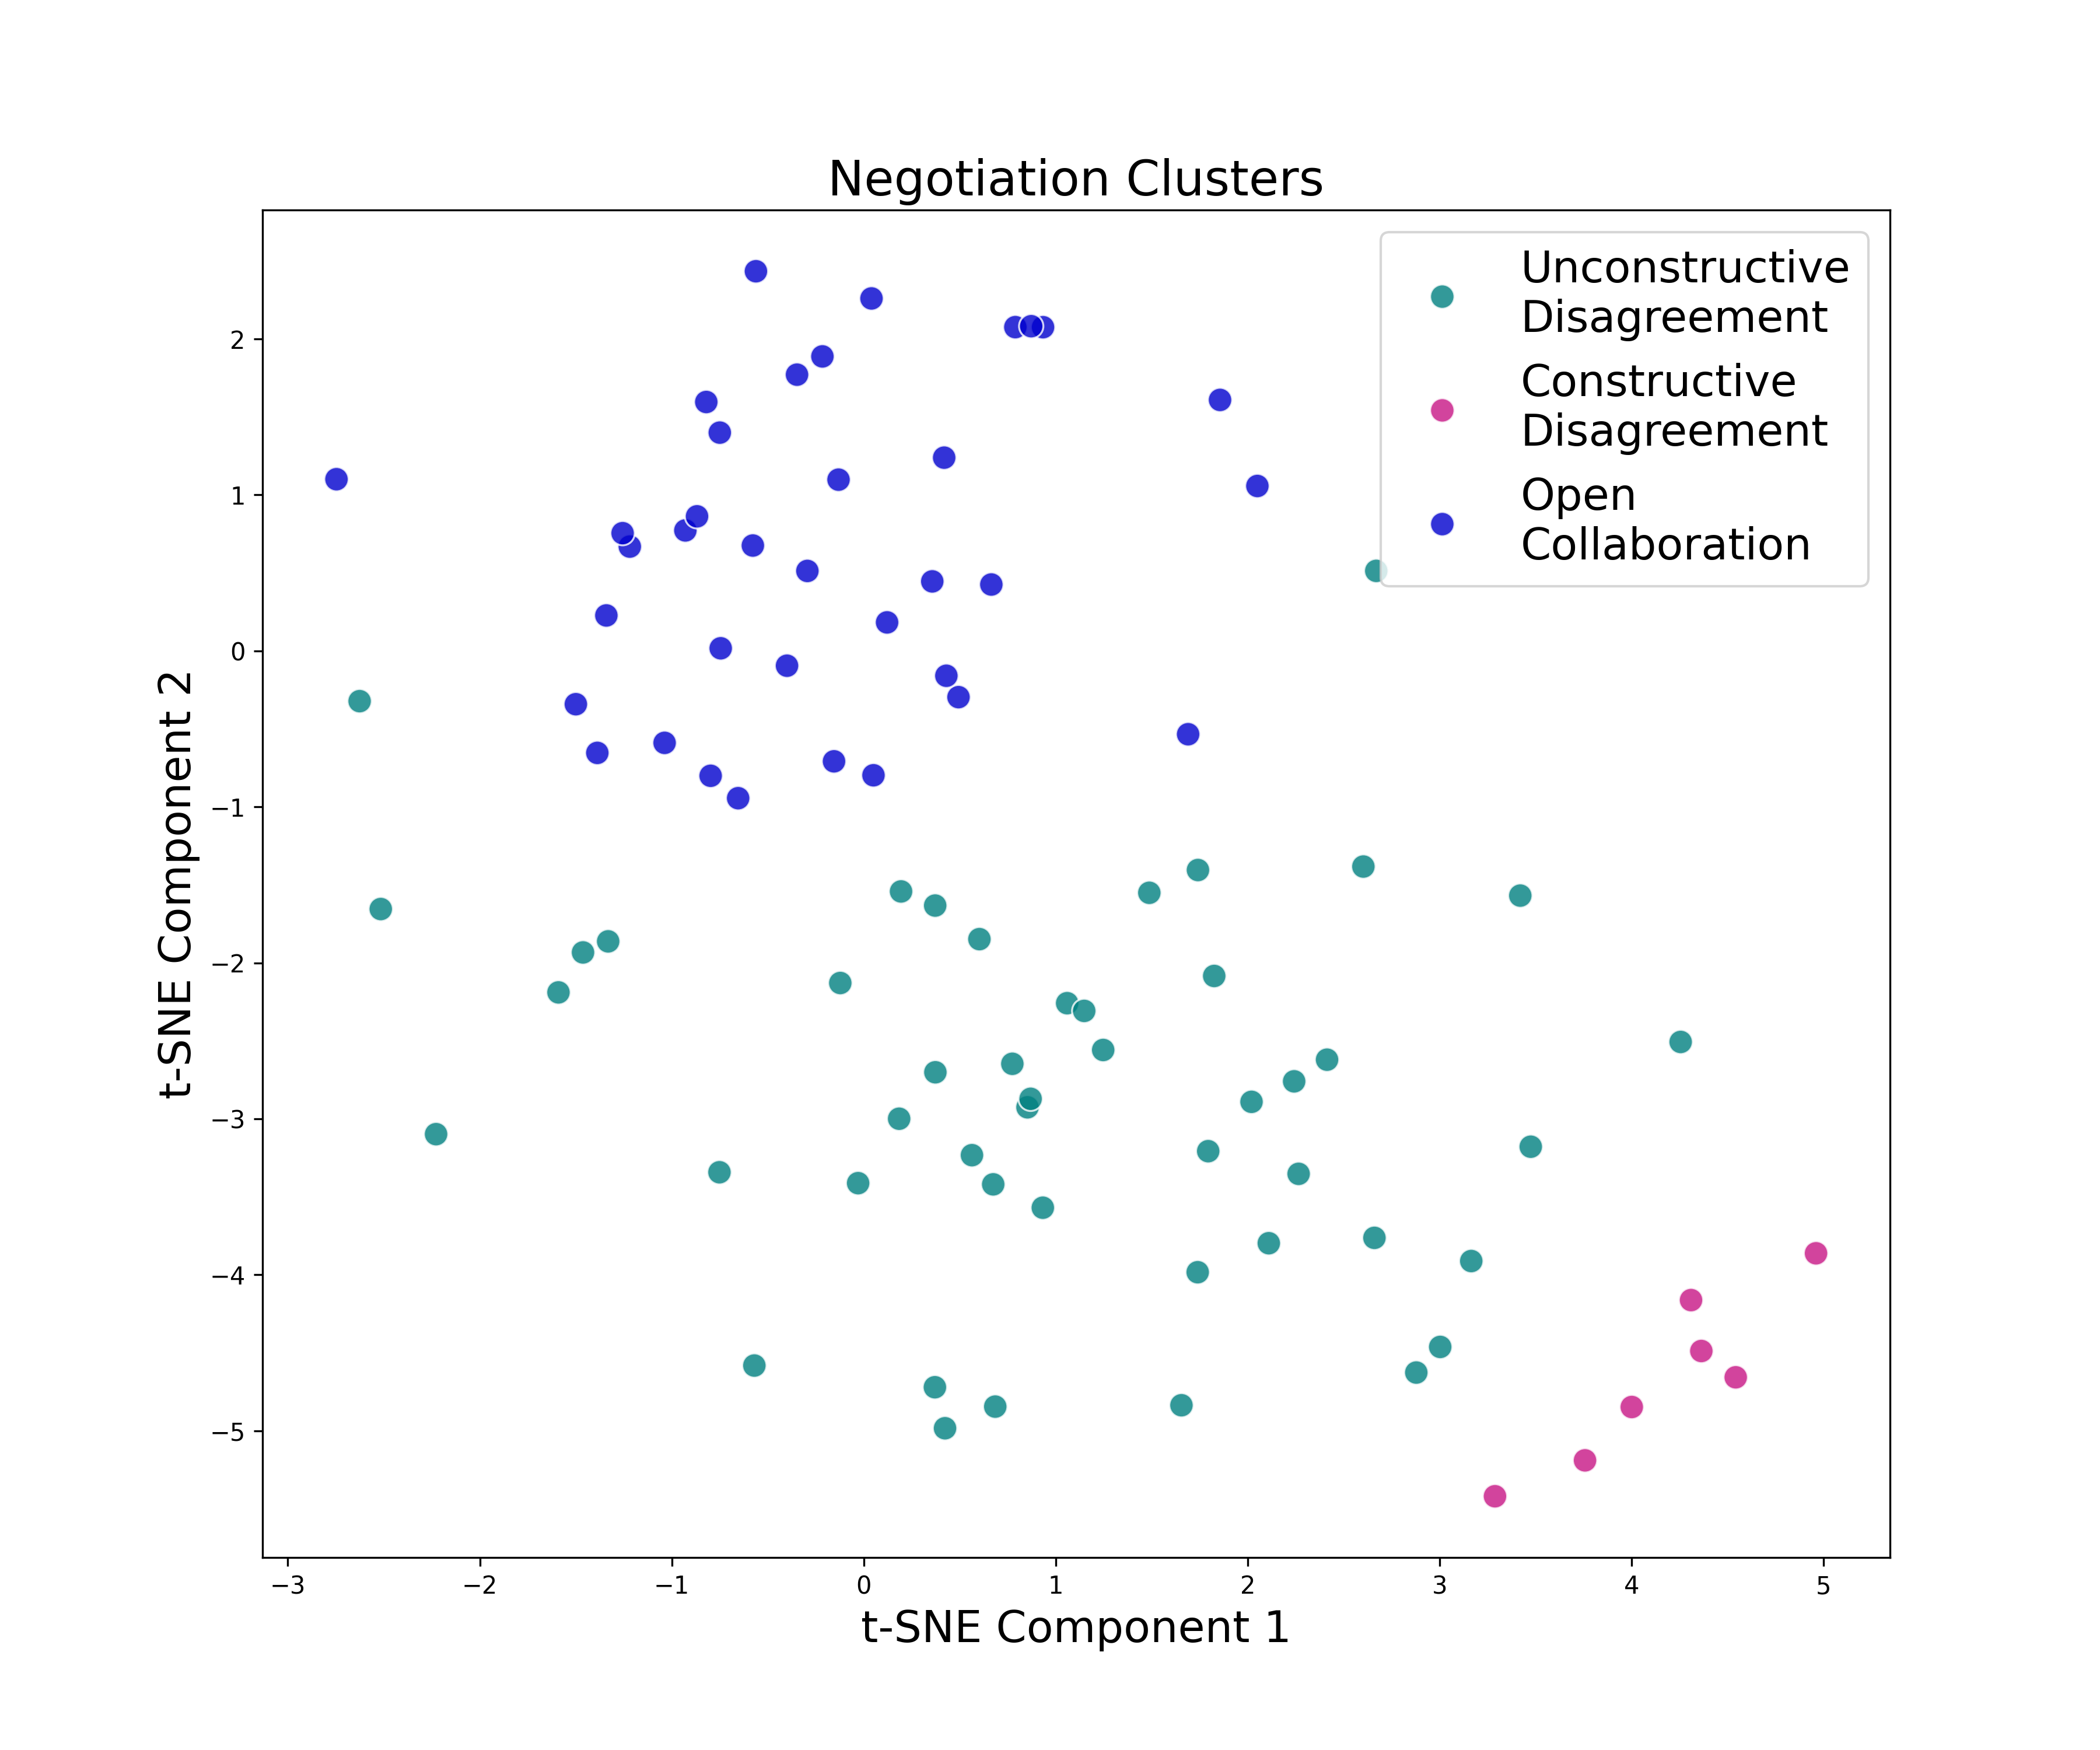 Negotiation Clusters
Unconstructive
Disagreement
Constructive
Disagreement
Open
Collaboration
2
1
0
−1
−2
−3
−4
−5
t-SNE Component 2
−3
−2
−1
0
1
2
3
4
5
t-SNE Component 1